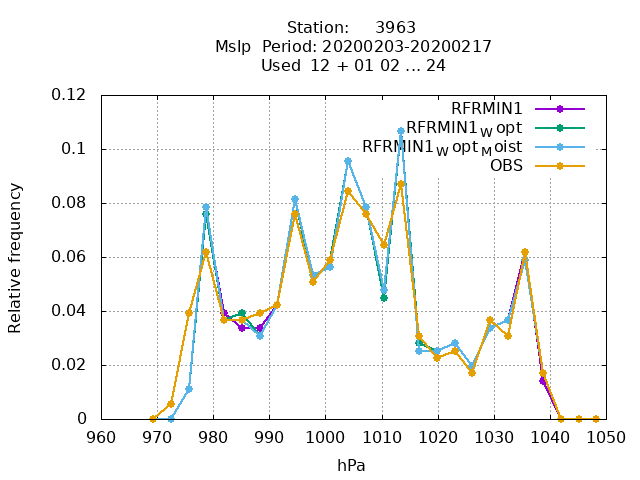 Station: 3963
Mslp Period: 20200203-20200217
Used 12 + 01 02 ... 24
RFRMIN1
RFRMIN1_W opt
RFRMIN1_W opt_M oist
OBS
Relative frequency
0.12
0.1
0.08
0.06
0.04
0.02
0
960 970 980 990 1000 1010 1020 1030 1040 1050
hPa